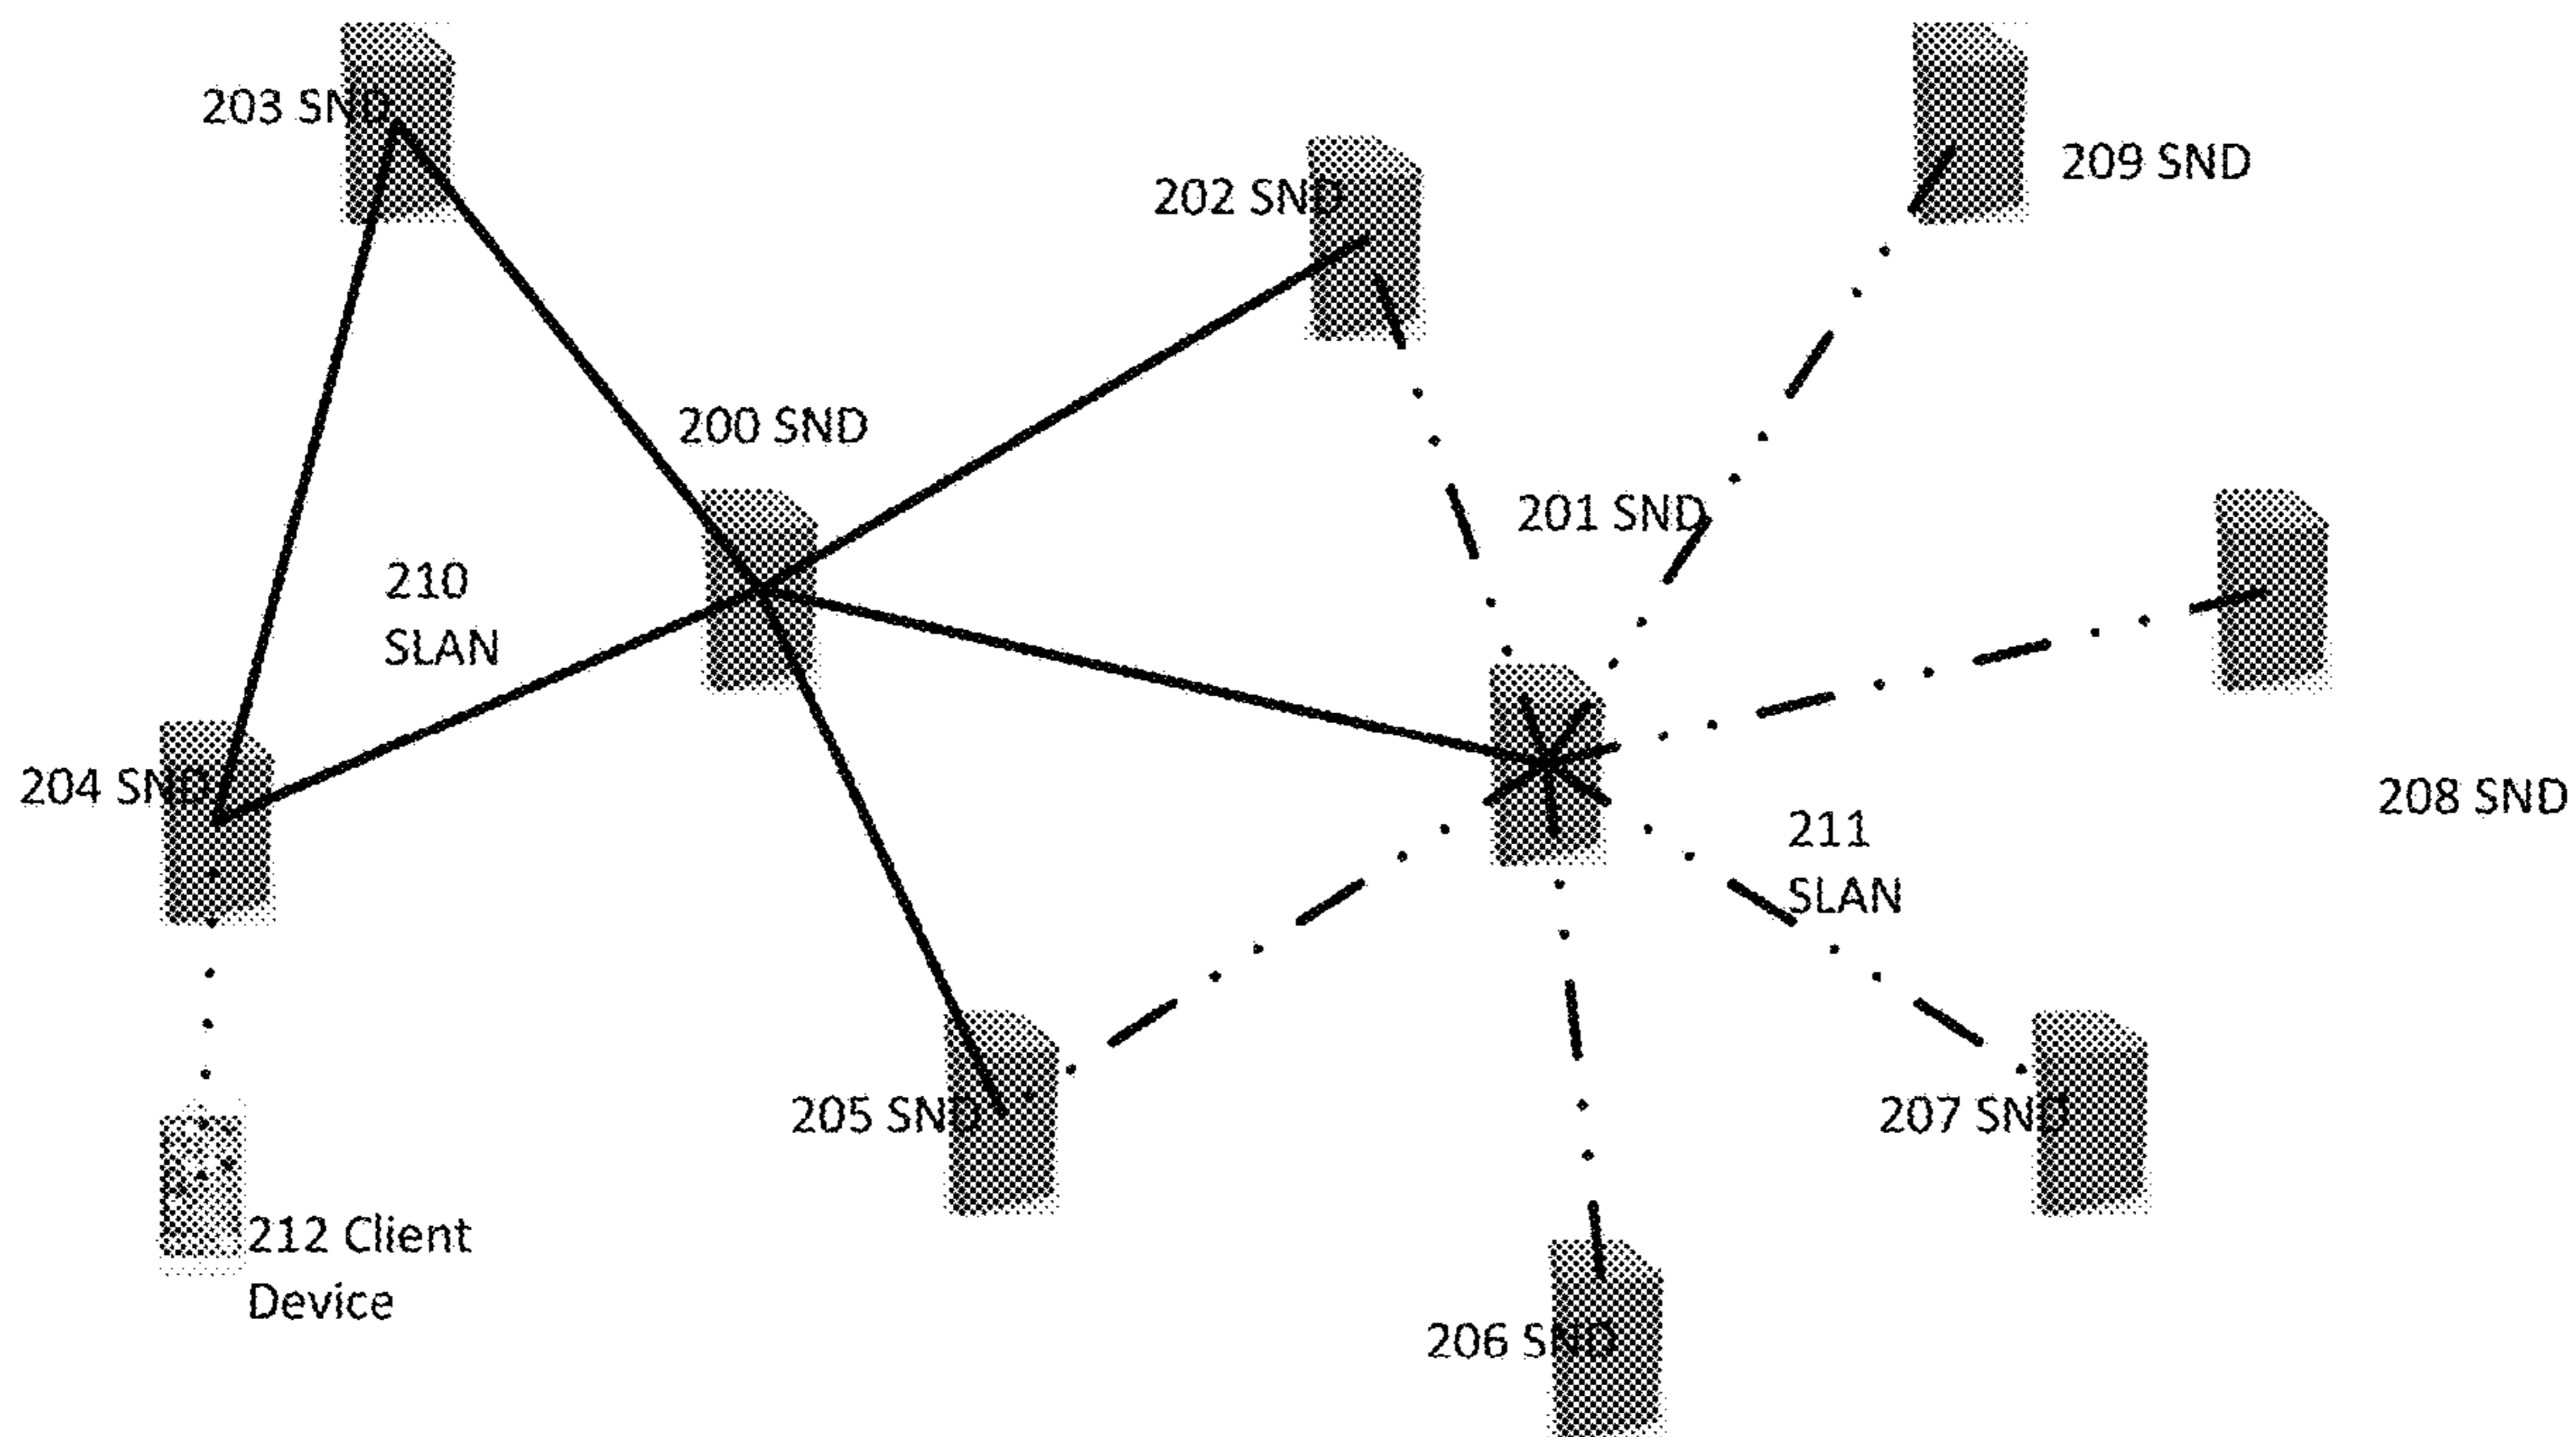 203 SND
209 SND
202 SND
200 SND
201 SND
210
SLAN
204 SND
208 SND
211
SLAN
205 SND
207 SND
212 Client
Device
206 SND